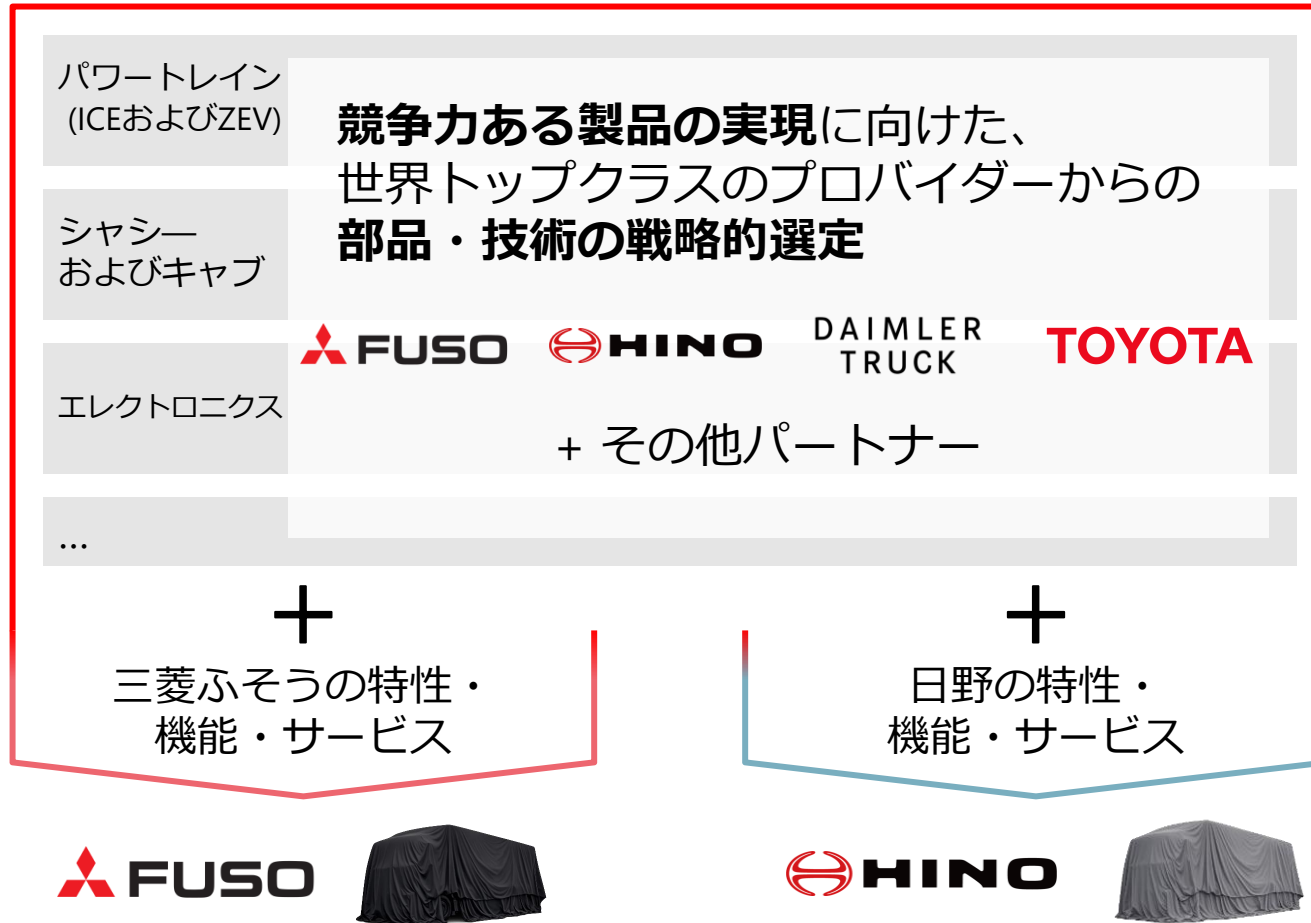 パワートレイン
(ICEおよびZEV)
競争力ある製品の実現に向けた、
世界トップクラスのプロバイダーからの
部品・技術の戦略的選定
シャシ―
およびキャブ
FUSO
HINO
DAIMLER
TRUCK
TOYOTA
エレクトロニクス
+ その他パートナー
...
+
+
三菱ふそうの特性・
機能・サービス
日野の特性・
機能・サービス
FUSO
HINO